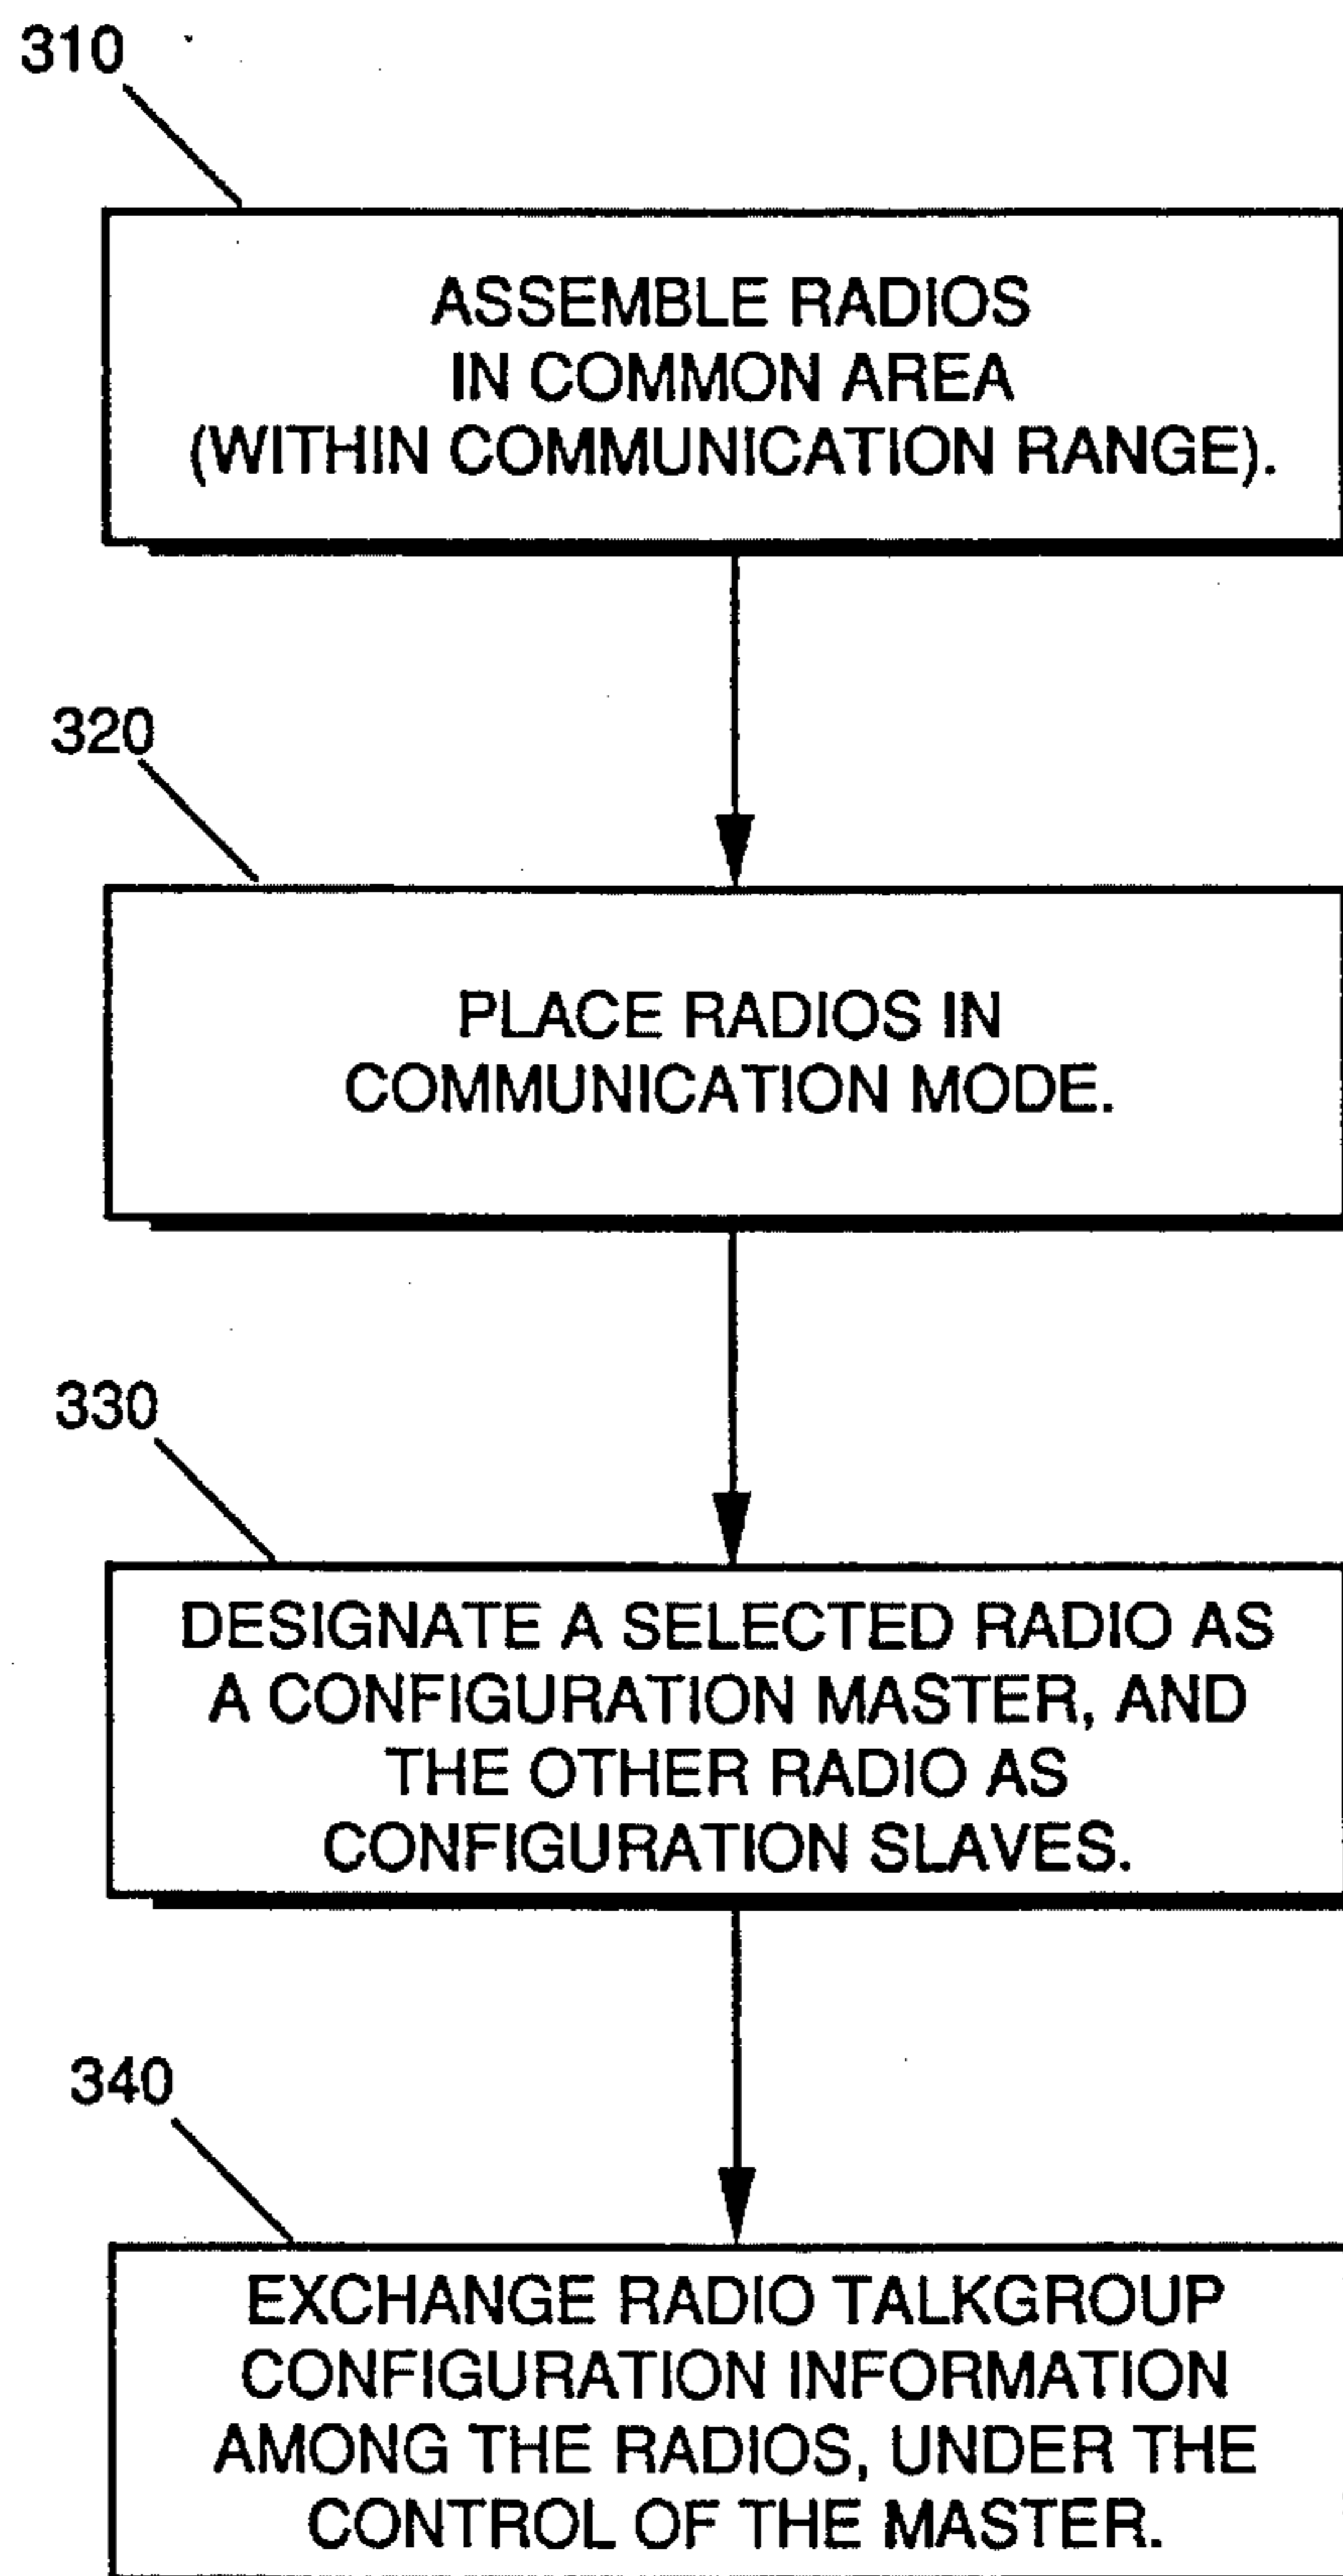 310
ASSEMBLE RADIOS
IN COMMON AREA
(WITHIN COMMUNICATION RANGE).
320
PLACE RADIOS IN
COMMUNICATION MODE.
330
DESIGNATE A SELECTED RADIO AS
A CONFIGURATION MASTER, AND
THE OTHER RADIO AS
CONFIGURATION SLAVES.
340
EXCHANGE RADIO TALKGROUP
CONFIGURATION INFORMATION
AMONG THE RADIOS, UNDER THE
CONTROL OF THE MASTER.